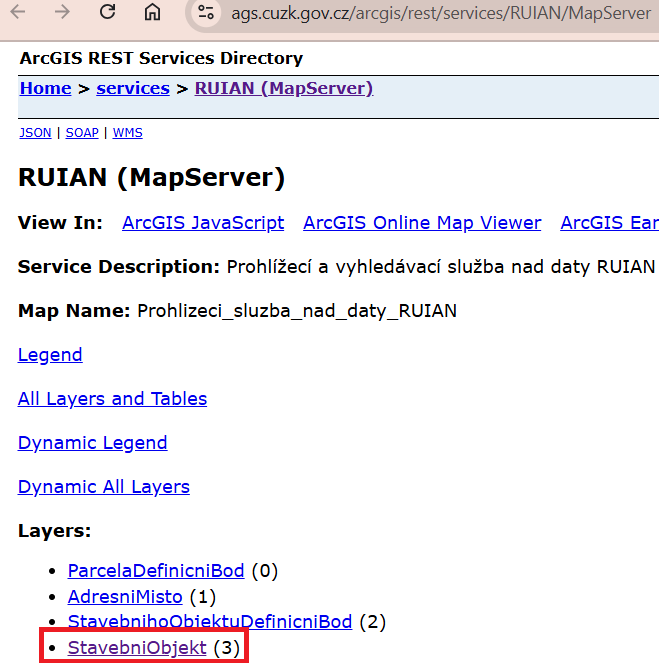 ags.cuzk.gov.cz/arcgis/rest/services/RUIAN/MapServer
ArcGIS REST Services Directory
Home > services > RUIAN (MapServer)
JSON | SOAP | WMS
RUIAN (MapServer)
View In: ArcGIS JavaScript ArcGIS Online Map Viewer ArcGIS Ear
Service Description: Prohlížecí a vyhledávací služba nad daty RUIAN
Map Name: Prohlizeci_sluzba_nad_daty_RUIAN
Legend
All Layers and Tables
Dynamic Legend
Dynamic All Layers
Layers:
• ParcelaDefinicniBod (0)
• AdresniMisto (1)
• StavebnihoObjektuDefinicniBod (2)
• StavebniObjekt (3)